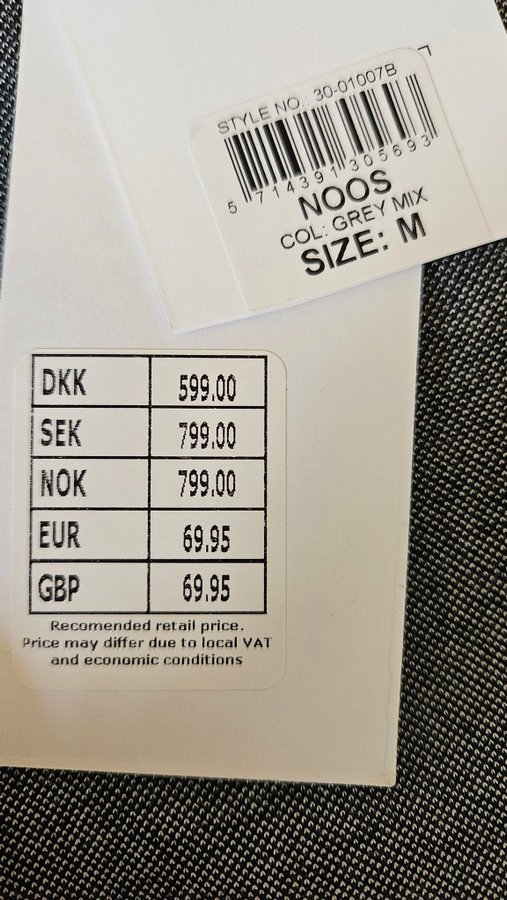 STYLE NO.: 30-01007B
5 714391 305693
NOOS
COL: GREY MIX
SIZE: M
DKK 599.00
SEK 799.00
NOK 799.00
EUR 69.95
GBP 69.95
Recomended retail price.
Price may differ due to local VAT
and economic conditions